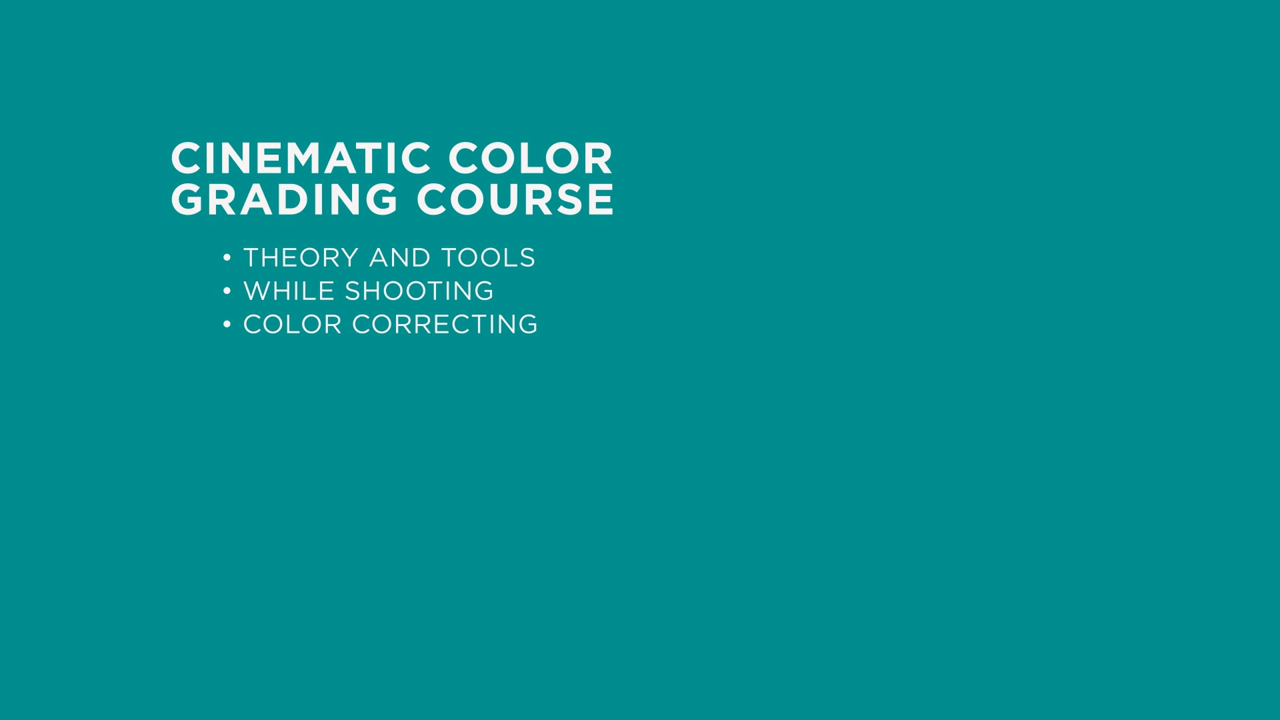 CINEMATIC COLOR
GRADING COURSE
• THEORY AND TOOLS
• WHILE SHOOTING
• COLOR CORRECTING